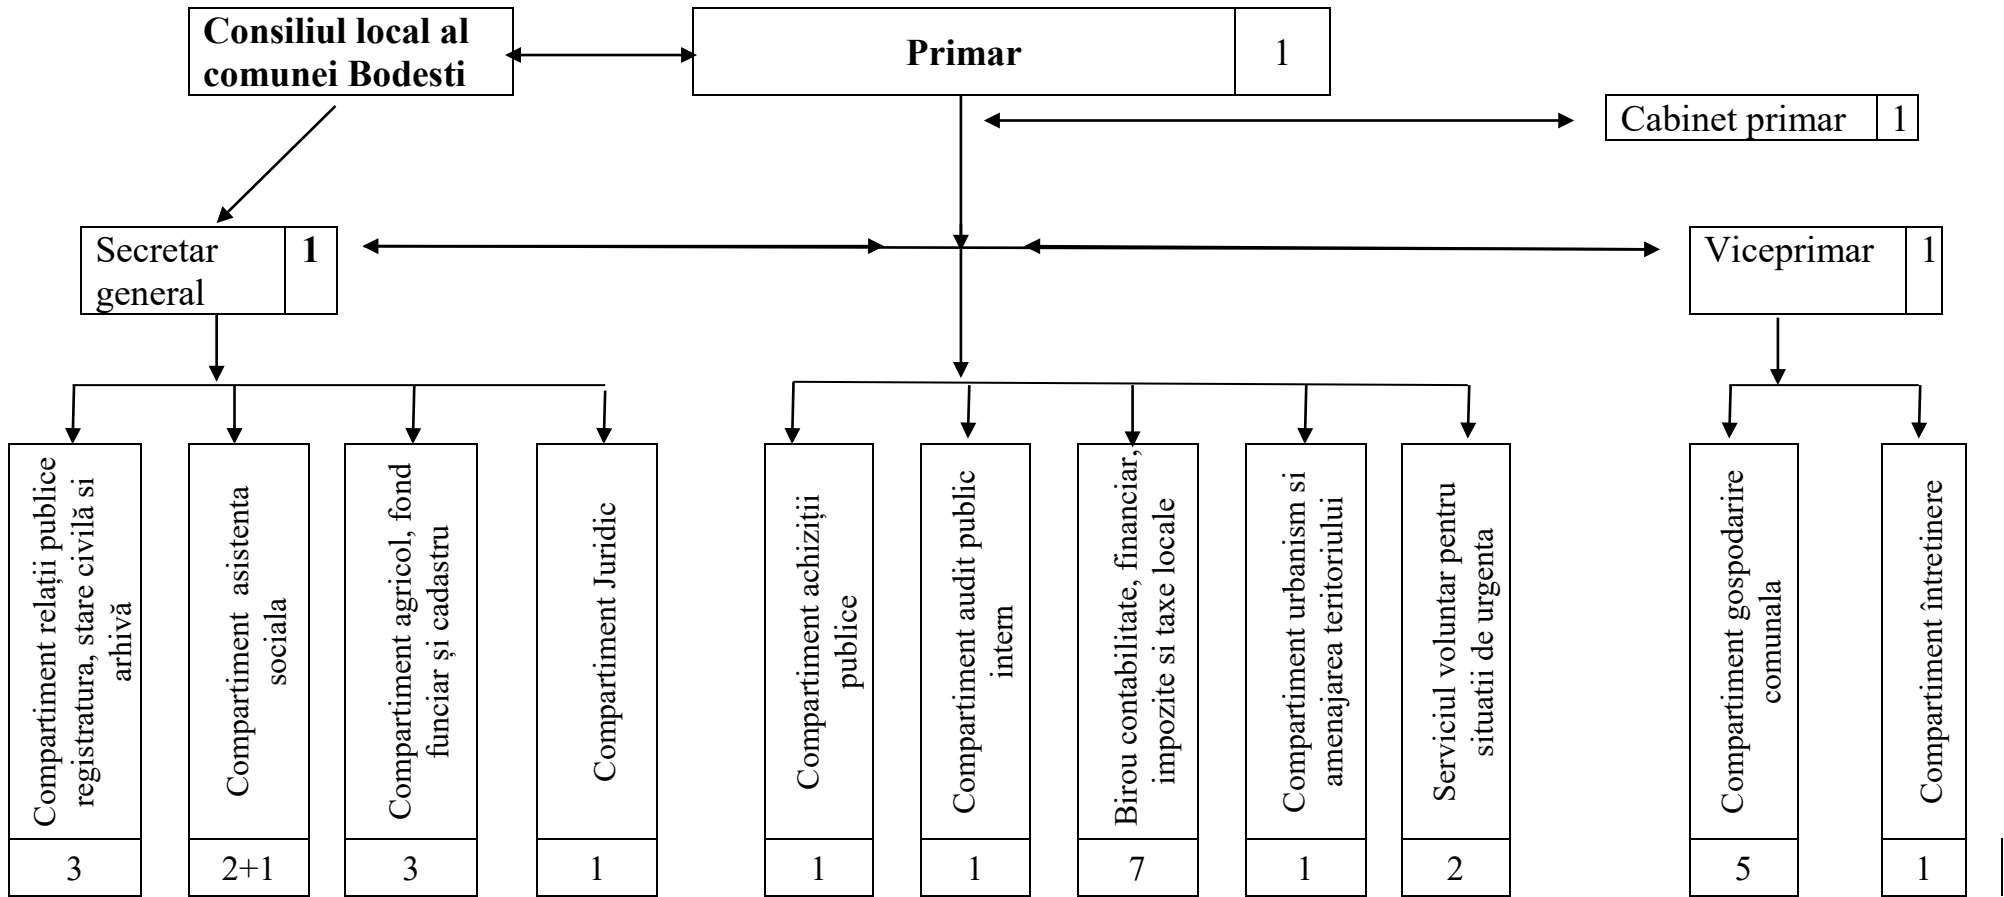 Consiliul local al
comunei Bodesti
Primar
1
Cabinet primar
1
Secretar
general
1
Viceprimar
1
Compartiment relații publice
registratura, stare civilă si
arhivă
3
Compartiment asistenta
sociala
2+1
Compartiment agricol, fond
funciar și cadastru
3
Compartiment Juridic
1
Compartiment achiziții
publice
1
Compartiment audit public
intern
1
Birou contabilitate, financiar,
impozite si taxe locale
7
Compartiment urbanism si
amenajarea teritoriului
1
Serviciul voluntar pentru
situatii de urgenta
2
Compartiment gospodarire
comunala
5
Compartiment întretinere
1